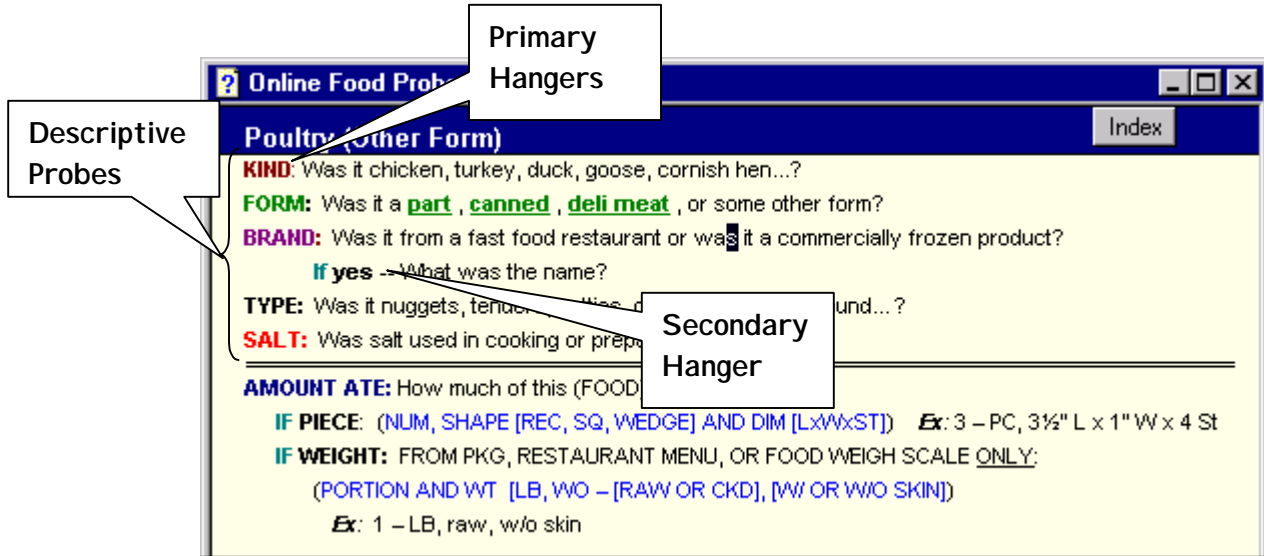 Primary
Hangers
Online Food Prob
Descriptive
Probes
Poultry (Other Form)
Index
KIND: Was it chicken, turkey, duck, goose, cornish hen...?
FORM: Was it a part , canned , deli meat , or some other form?
BRAND: Was it from a fast food restaurant or was it a commercially frozen product?
If yes -- What was the name?
TYPE: Was it nuggets, tender
und...?
SALT: Was salt used in cooking or prep
Secondary
Hanger
AMOUNT ATE: How much of this (FOOD)
IF PIECE: (NUM, SHAPE [REC, SQ, WEDGE] AND DIM [LxWxST]) Ex: 3 – PC, 3½" L x 1" W x 4 St
IF WEIGHT: FROM PKG, RESTAURANT MENU, OR FOOD WEIGH SCALE ONLY:
(PORTION AND WT [LB, WO – [RAW OR CKD], [W/ OR W/O SKIN])
Ex: 1 – LB, raw, w/o skin